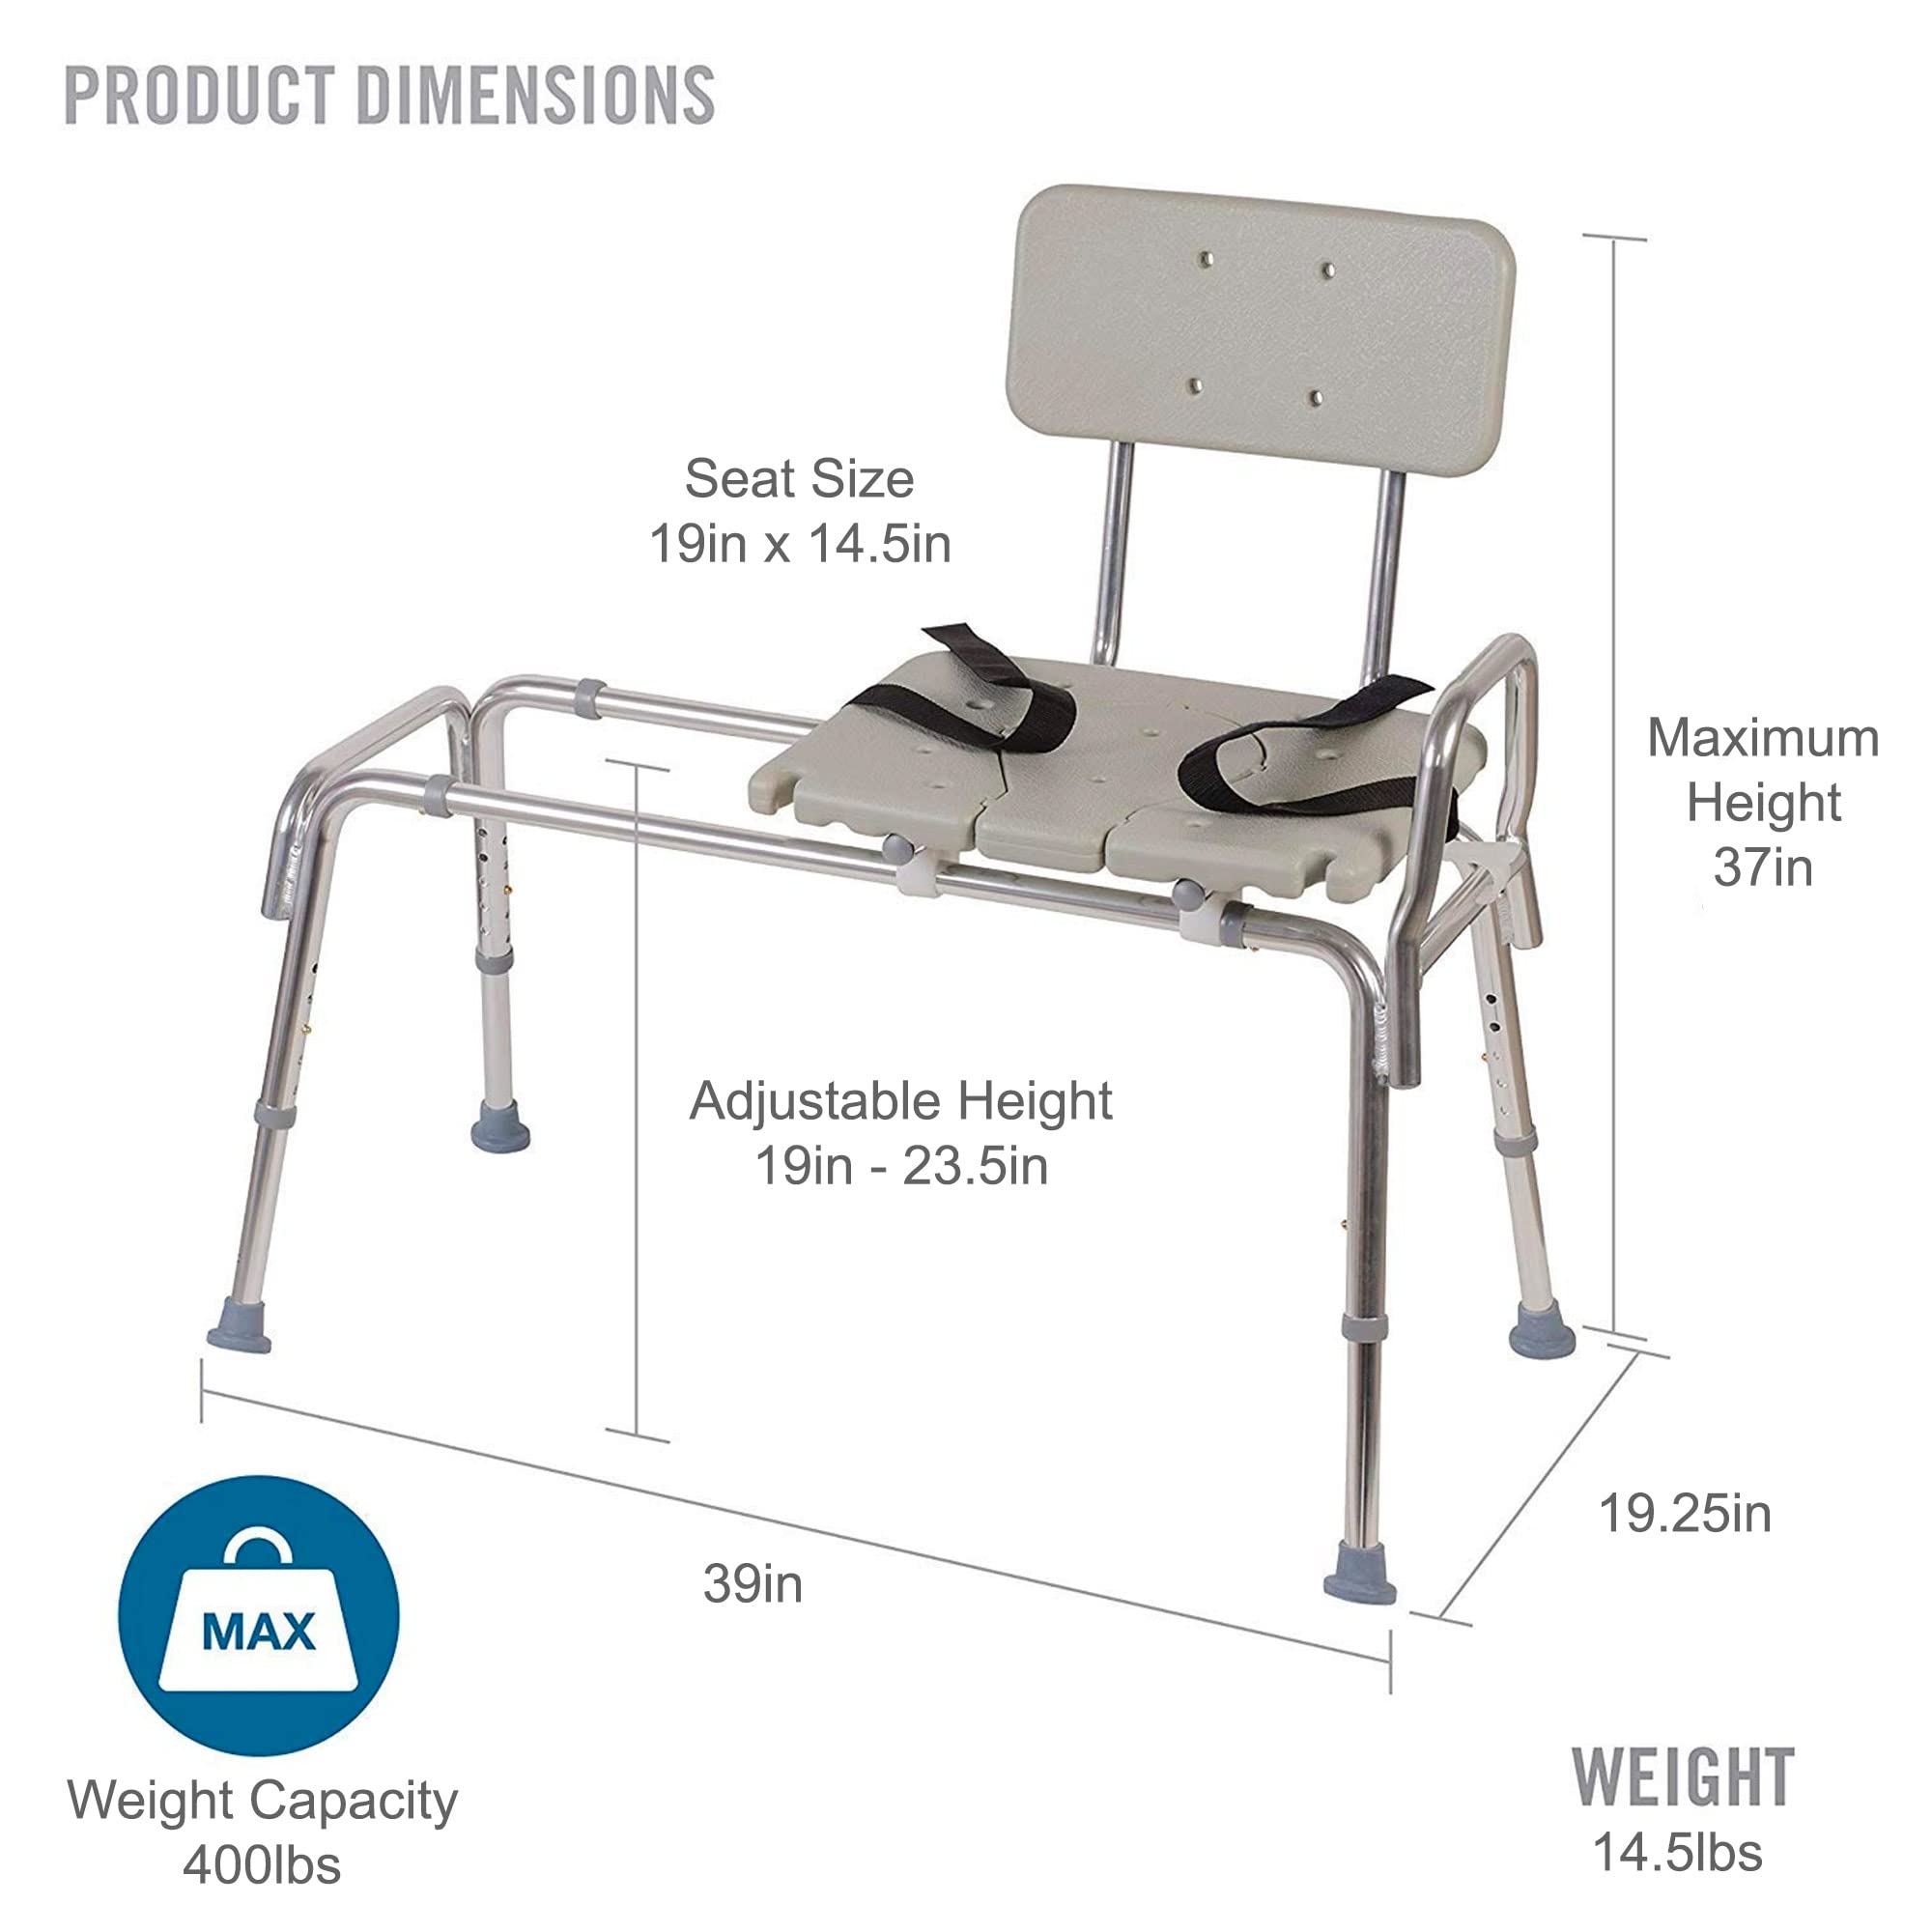 PRODUCT DIMENSIONS
Seat Size
19in x 14.5in
Maximum
Height
37in
Adjustable Height
19in - 23.5in
19.25in
39in
MAX
Weight Capacity
400lbs
WEIGHT
14.5lbs